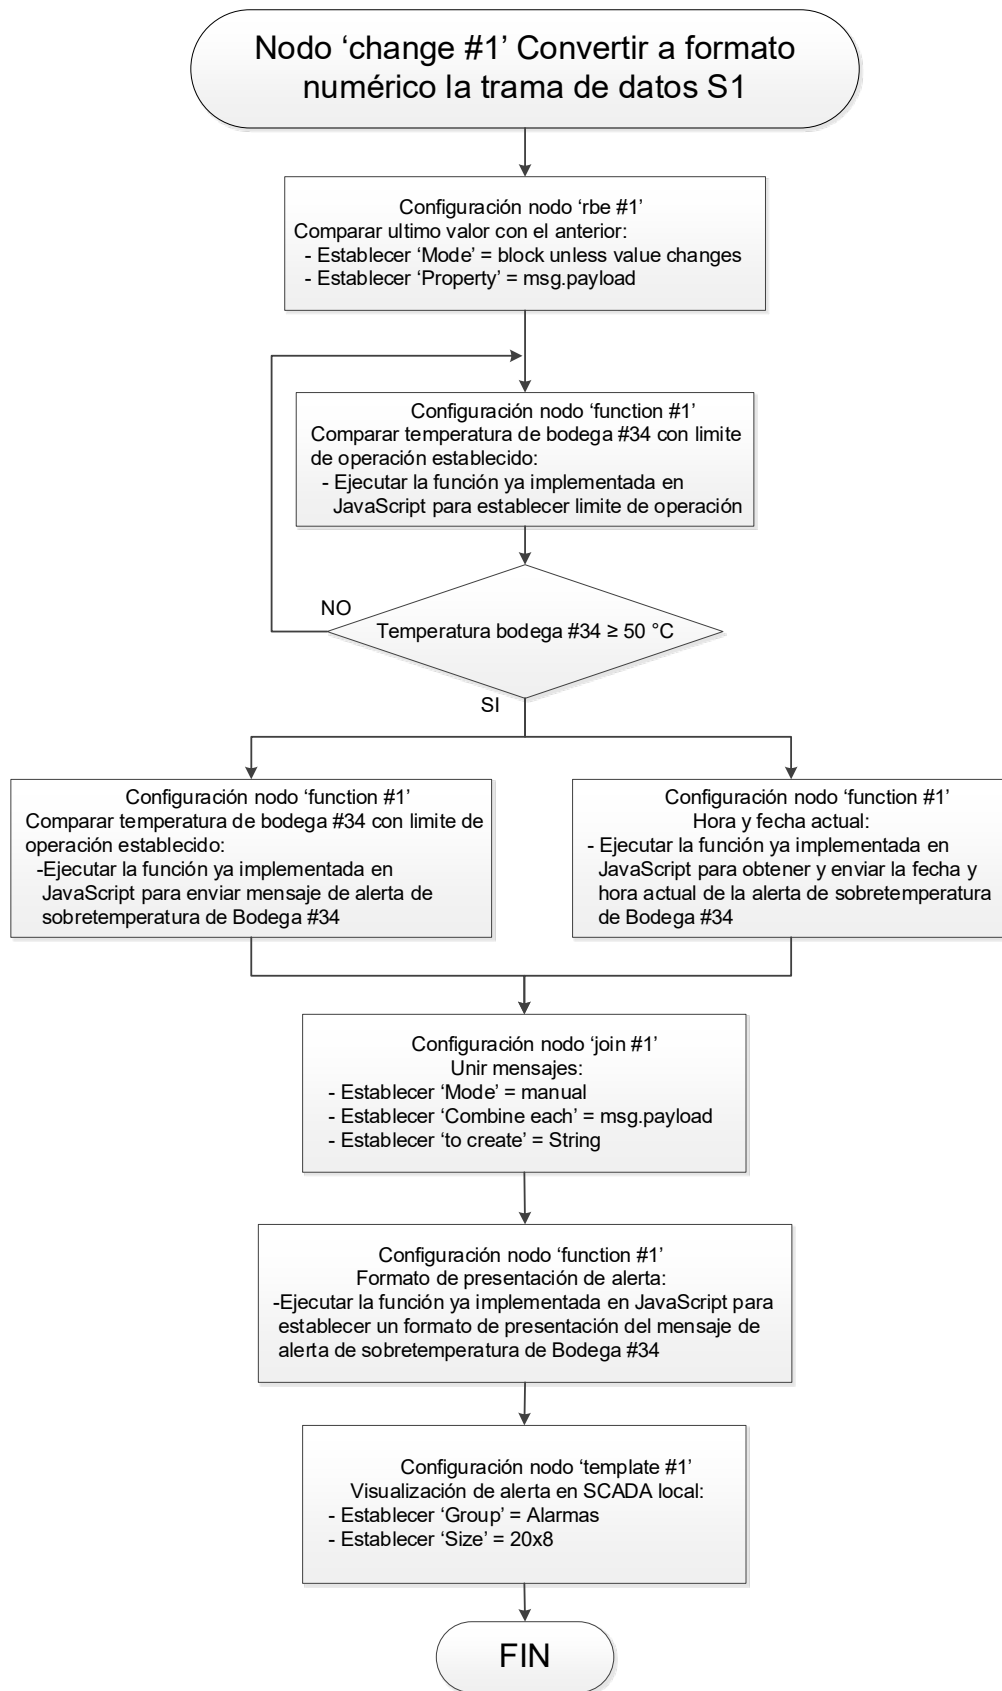 Nodo ‘change #1’ Convertir a formato
numérico la trama de datos S1
Configuración nodo ‘rbe #1’
Comparar ultimo valor con el anterior:
- Establecer ‘Mode’ = block unless value changes
- Establecer ‘Property’ = msg.payload
Configuración nodo ‘function #1’
Comparar temperatura de bodega #34 con limite
de operación establecido:
- Ejecutar la función ya implementada en
JavaScript para establecer limite de operación
NO
Temperatura bodega #34 ≥ 50 °C
SI
Configuración nodo ‘function #1’
Comparar temperatura de bodega #34 con limite de
operación establecido:
-Ejecutar la función ya implementada en
JavaScript para enviar mensaje de alerta de
sobretemperatura de Bodega #34
Configuración nodo ‘function #1’
Hora y fecha actual:
- Ejecutar la función ya implementada en
JavaScript para obtener y enviar la fecha y
hora actual de la alerta de sobretemperatura
de Bodega #34
Configuración nodo ‘join #1’
Unir mensajes:
- Establecer ‘Mode’ = manual
- Establecer ‘Combine each’ = msg.payload
- Establecer ‘to create’ = String
Configuración nodo ‘function #1’
Formato de presentación de alerta:
-Ejecutar la función ya implementada en JavaScript para
establecer un formato de presentación del mensaje de
alerta de sobretemperatura de Bodega #34
Configuración nodo ‘template #1’
Visualización de alerta en SCADA local:
- Establecer ‘Group’ = Alarmas
- Establecer ‘Size’ = 20x8
FIN